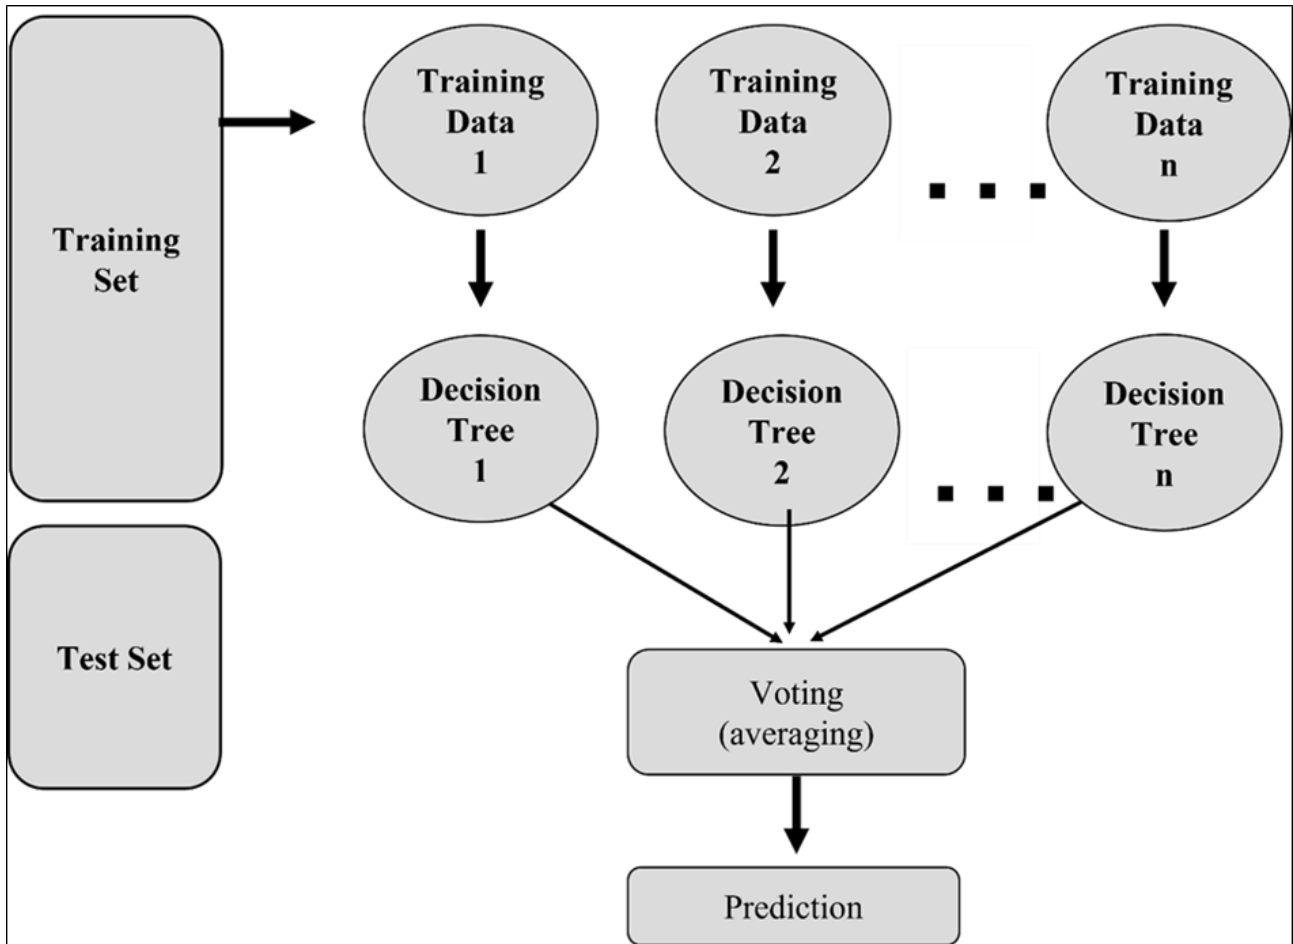 Training
Set
Training
Data
1
Training
Data
2
Training
Data
n
Decision
Tree
1
Decision
Tree
2
Decision
Tree
n
Test Set
Voting
(averaging)
Prediction